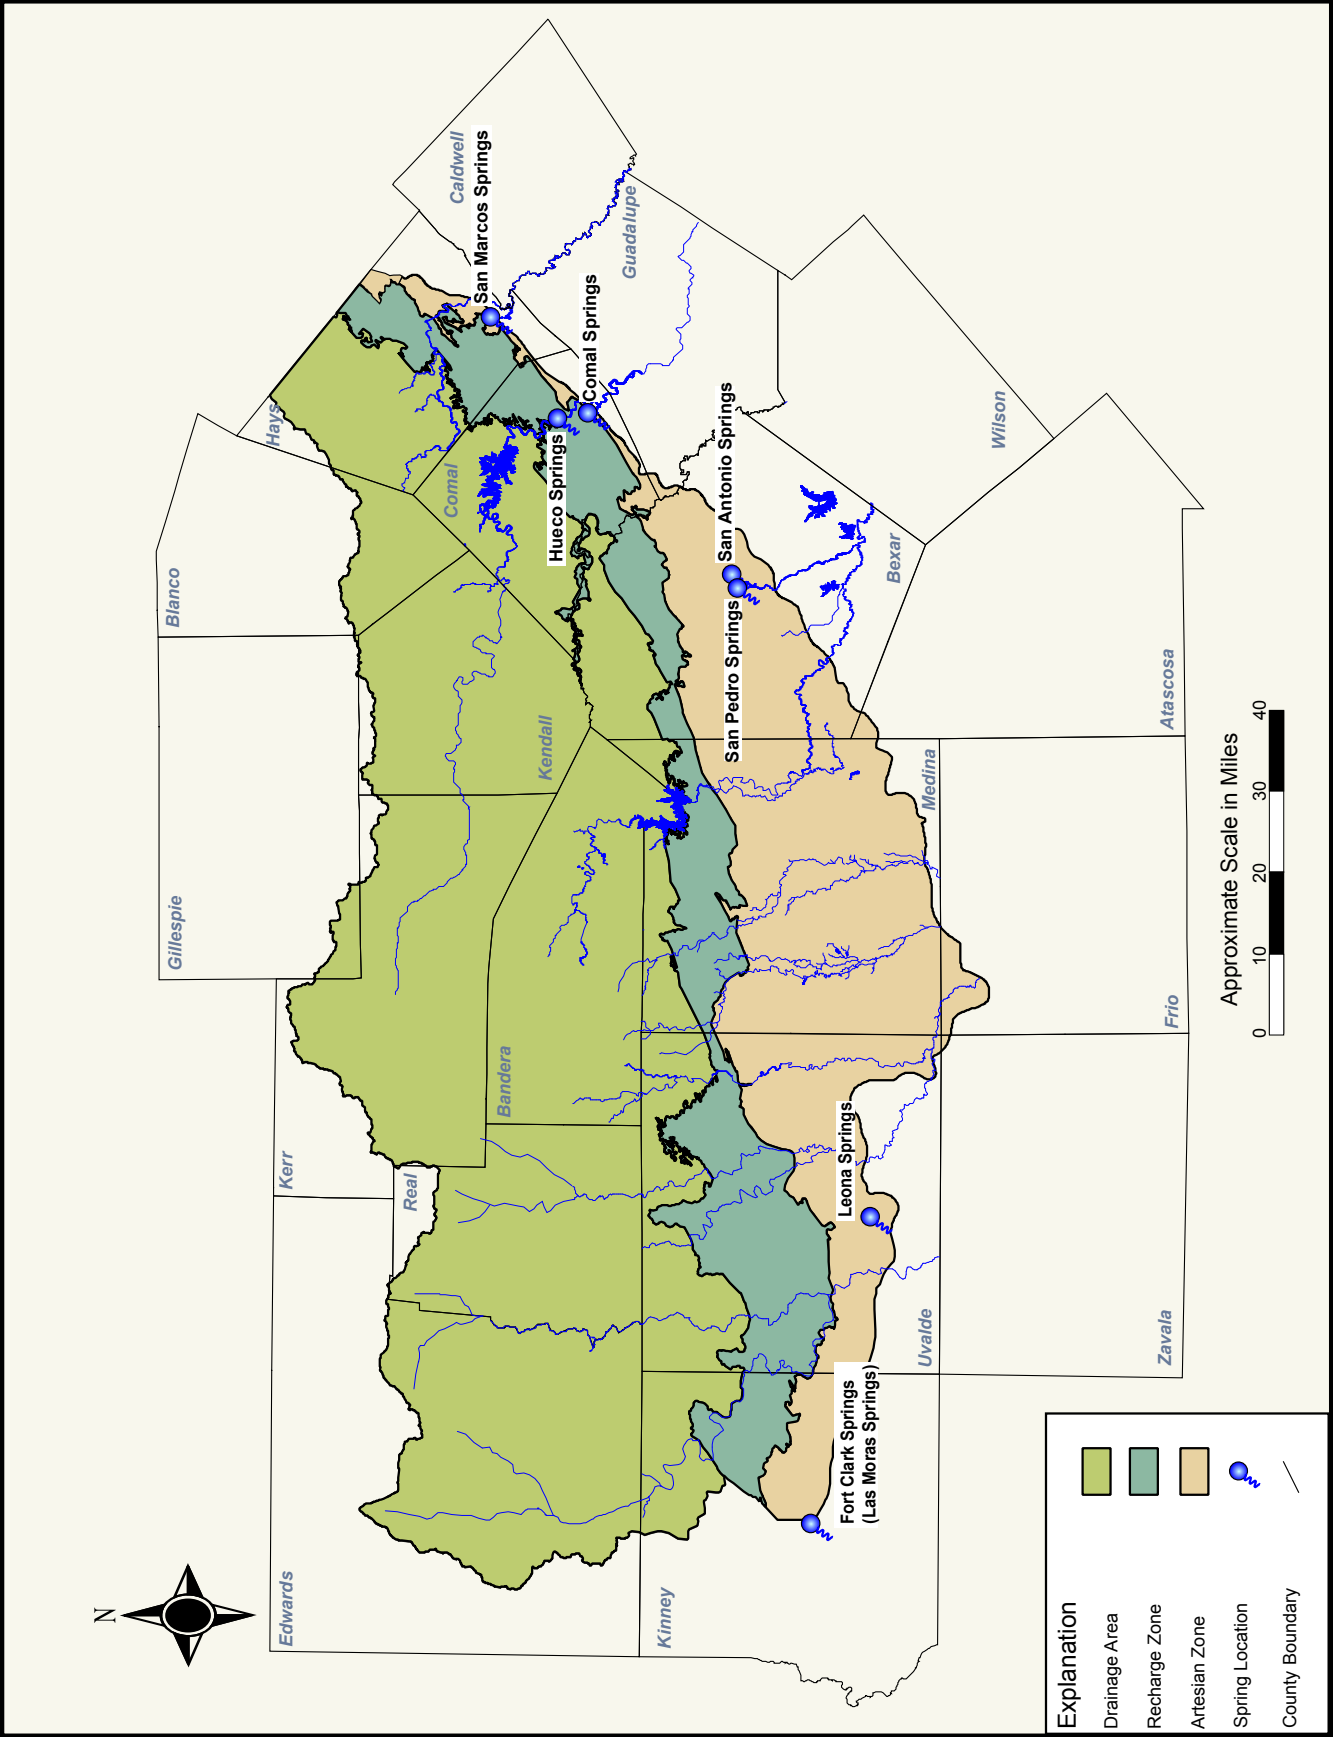 N
Edwards
Kerr
Real
Gillespie
Blanco
Hays
Comal
Caldwell
San Marcos Springs
Guadalupe
Comal Springs
Hueco Springs
Kendall
Bandera
San Antonio Springs
San Pedro Springs
Bexar
Wilson
Atascosa
Medina
Frio
Leona Springs
Uvalde
Zavala
Kinney
Fort Clark Springs
(Las Moras Springs)
Approximate Scale in Miles
0 10 20 30 40
Explanation
Drainage Area
Recharge Zone
Artesian Zone
Spring Location
County Boundary